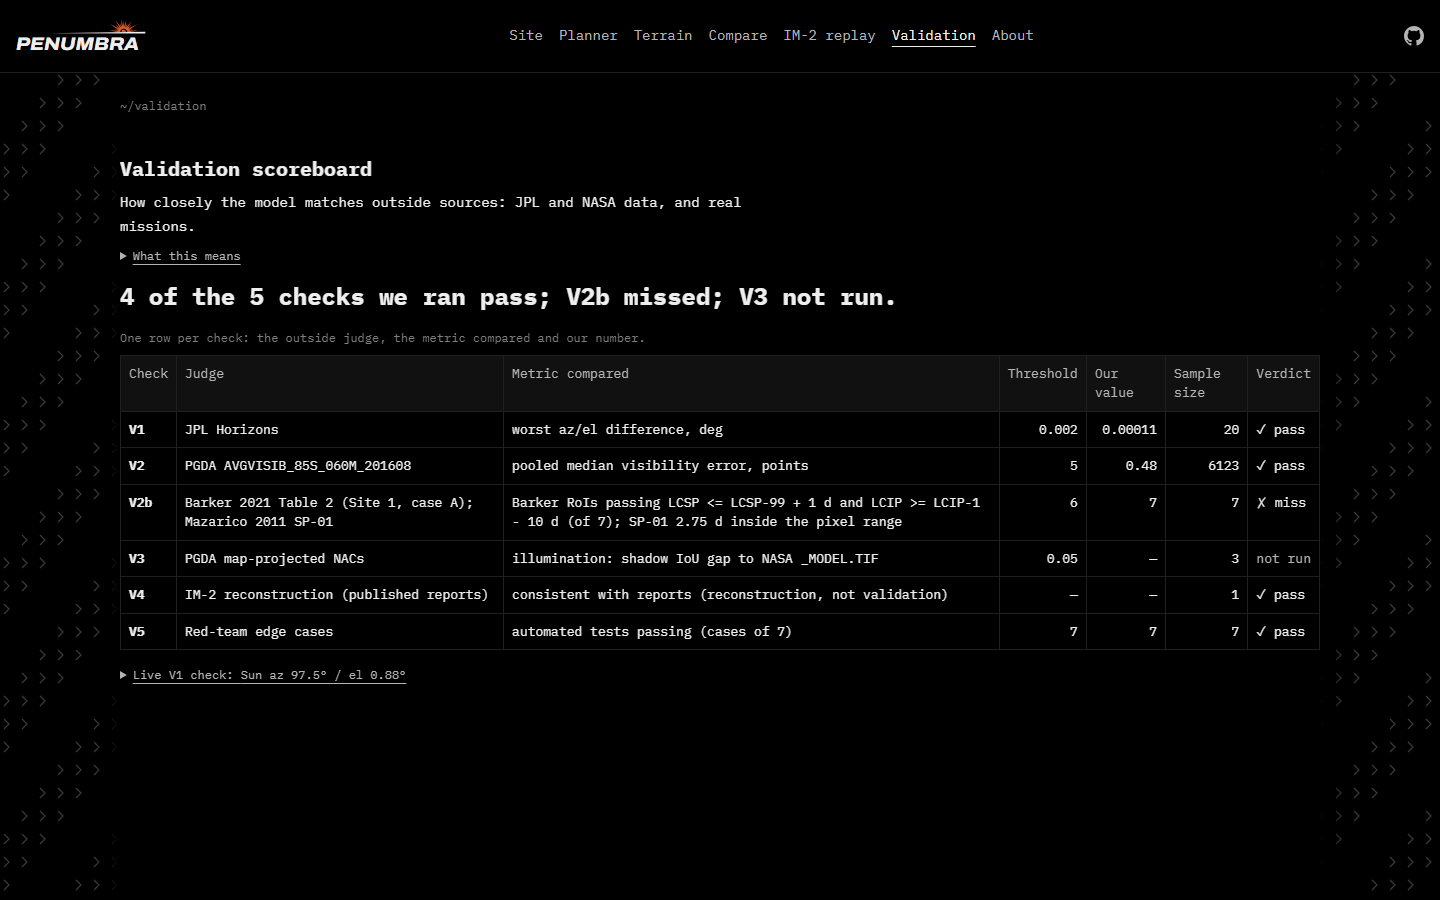 PENUMBRA
Site Planner Terrain Compare IM-2 replay Validation About
~/validation
Validation scoreboard
How closely the model matches outside sources: JPL and NASA data, and real
missions.
▶ What this means
4 of the 5 checks we ran pass; V2b missed; V3 not run.
One row per check: the outside judge, the metric compared and our number.
Check Judge Metric compared Threshold Our value Sample size Verdict
V1 JPL Horizons worst az/el difference, deg 0.002 0.00011 20 ✓ pass
V2 PGDA AVGVISIB_85S_060M_201608 pooled median visibility error, points 5 0.48 6123 ✓ pass
V2b Barker 2021 Table 2 (Site 1, case A); Barker RoIs passing LCSP <= LCSP-99 + 1 d and LCIP >= LCIP-1 6 7 7 ✗ miss
Mazarico 2011 SP-01 - 10 d (of 7); SP-01 2.75 d inside the pixel range
V3 PGDA map-projected NACs illumination: shadow IoU gap to NASA _MODEL.TIF 0.05 — 3 not run
V4 IM-2 reconstruction (published reports) consistent with reports (reconstruction, not validation) — — 1 ✓ pass
V5 Red-team edge cases automated tests passing (cases of 7) 7 7 7 ✓ pass
▶ Live V1 check: Sun az 97.5° / el 0.88°